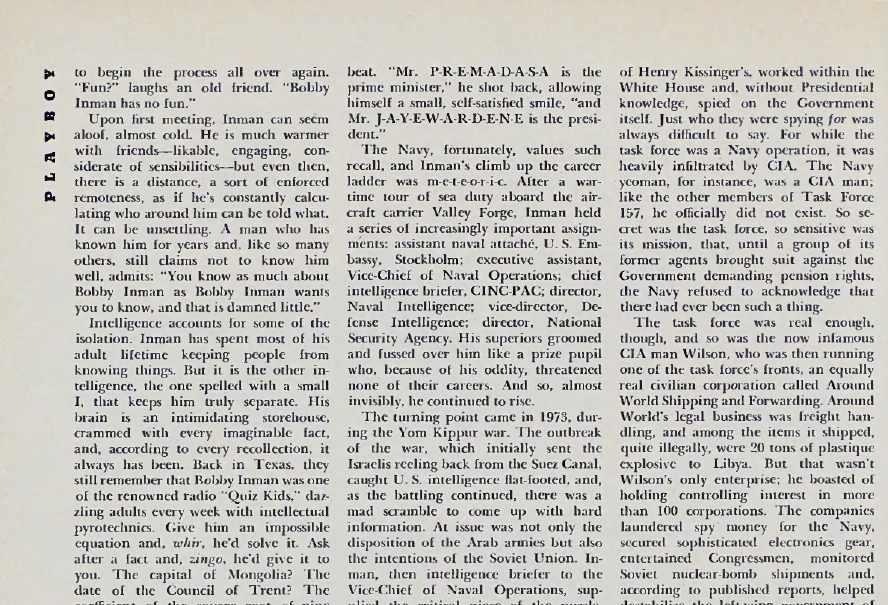 PLAYBOY
to begin the process all over again.
"Fun?" laughs an old friend. "Bobby
Inman has no fun."
Upon first meeting, Inman can seem
aloof, almost cold. He is much warmer
with friends—likable, engaging, con-
siderate of sensibilities—but even then,
there is a distance, a sort of enforced
remoteness, as if he's constantly calcu-
lating who around him can be told what.
It can be unsettling. A man who has
known him for years and, like so many
others, still claims not to know him
well, admits: "You know as much about
Bobby Inman as Bobby Inman wants
you to know, and that is damned little."
Intelligence accounts for some of the
isolation. Inman has spent most of his
adult lifetime keeping people from
knowing things. But it is the other in-
telligence, the one spelled with a small
I, that keeps him truly separate. His
brain is an intimidating storehouse,
crammed with every imaginable fact,
and, according to every recollection, it
always has been. Back in Texas, they
still remember that Bobby Inman was one
of the renowned radio "Quiz Kids," daz-
zling adults every week with intellectual
pyrotechnics. Give him an impossible
equation and, whir, he'd solve it. Ask
after a fact and, zingo, he'd give it to
you. The capital of Mongolia? The
date of the Council of Trent? The
coefficient of the square root of nine
beat. "Mr. P-R-E-M-A-D-A-S-A is the
prime minister," he shot back, allowing
himself a small, self-satisfied smile, "and
Mr. J-A-Y-E-W-A-R-D-E-N-E is the presi-
dent."
The Navy, fortunately, values such
recall, and Inman's climb up the career
ladder was m-e-t-e-o-r-i-c. After a war-
time tour of sea duty aboard the air-
craft carrier Valley Forge, Inman held
a series of increasingly important assign-
ments: assistant naval attaché, U. S. Em-
bassy, Stockholm; executive assistant,
Vice-Chief of Naval Operations; chief
intelligence briefer, CINC-PAC; director,
Naval Intelligence; vice-director, De-
fense Intelligence; director, National
Security Agency. His superiors groomed
and fussed over him like a prize pupil
who, because of his oddity, threatened
none of their careers. And so, almost
invisibly, he continued to rise.
The turning point came in 1973, dur-
ing the Yom Kippur war. The outbreak
of the war, which initially sent the
Israelis reeling back from the Suez Canal,
caught U. S. intelligence flat-footed, and,
as the battling continued, there was a
mad scramble to come up with hard
information. At issue was not only the
disposition of the Arab armies but also
the intentions of the Soviet Union. In-
man, then intelligence briefer to the
Vice-Chief of Naval Operations, sup-
plied the critical piece of the puzzle.
of Henry Kissinger's, worked within the
White House and, without Presidential
knowledge, spied on the Government
itself. Just who they were spying for was
always difficult to say. For while the
task force was a Navy operation, it was
heavily infiltrated by CIA. The Navy
yeoman, for instance, was a CIA man;
like the other members of Task Force
157, he officially did not exist. So se-
cret was the task force, so sensitive was
its mission, that, until a group of its
former agents brought suit against the
Government demanding pension rights,
the Navy refused to acknowledge that
there had ever been such a thing.
The task force was real enough,
though, and so was the now infamous
CIA man Wilson, who was then running
one of the task force's fronts, an equally
real civilian corporation called Around
World Shipping and Forwarding. Around
World's legal business was freight han-
dling, and among the items it shipped,
quite illegally, were 20 tons of plastique
explosive to Libya. But that wasn't
Wilson's only enterprise; he boasted of
holding controlling interest in more
than 100 corporations. The companies
laundered spy money for the Navy,
secured sophisticated electronics gear,
entertained Congressmen, monitored
Soviet nuclear-bomb shipments and,
according to published reports, helped
destabilize the left-wing government of